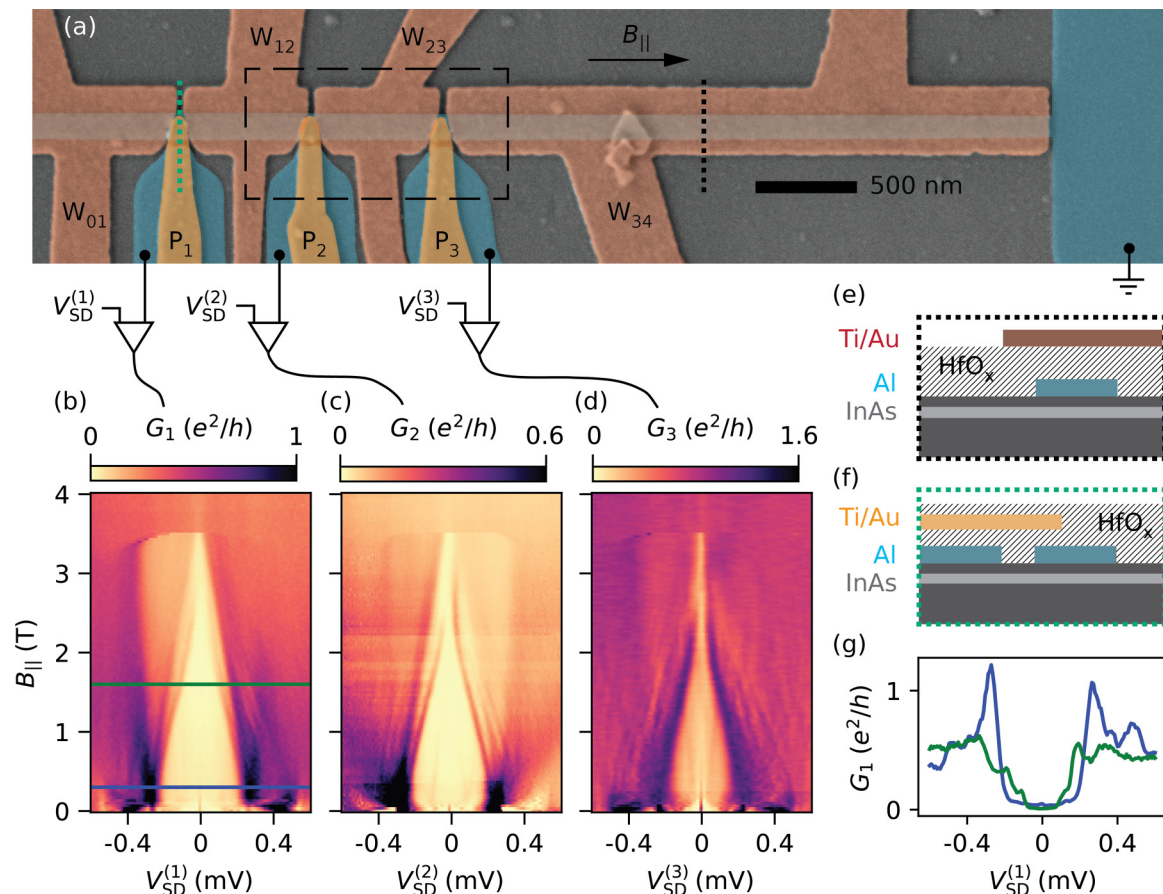 (a)
W12
W23
B||
W01
P1
P2
P3
W34
500 nm
V(1)SD
V(2)SD
V(3)SD
(b)
G1 (e2/h)
0 1
(c)
G2 (e2/h)
0 0.6
(d)
G3 (e2/h)
0 1.6
B|| (T)
4
3
2
1
0
-0.4 0 0.4
V(1)SD (mV)
-0.4 0 0.4
V(2)SD (mV)
-0.4 0 0.4
V(3)SD (mV)
(e)
Ti/Au
HfOx
Al
InAs
(f)
Ti/Au
HfOx
Al
InAs
(g)
G1 (e2/h)
1
0
-0.4 0 0.4
V(1)SD (mV)